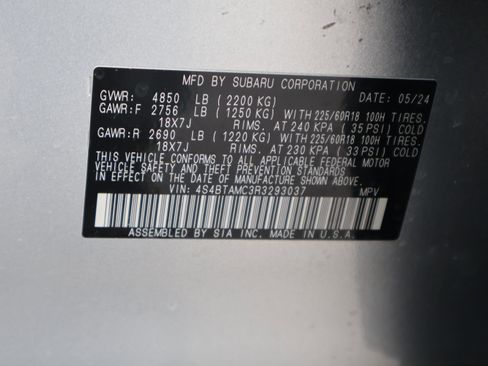 MFD BY SUBARU CORPORATION
GVWR: 4850 LB (2200 KG) DATE: 05/24
GAWR:F 2756 LB (1250 KG) WITH 225/60R18 100H TIRES.
18X7J RIMS. AT 240 KPA (35 PSI) COLD
GAWR:R 2690 LB (1220 KG) WITH 225/60R18 100H TIRES.
18X7J RIMS. AT 230 KPA (33 PSI) COLD
THIS VEHICLE CONFORMS TO ALL APPLICABLE FEDERAL MOTOR
VEHICLE SAFETY AND THEFT PREVENTION STANDARDS
IN EFFECT ON THE DATE OF MANUFACTURE SHOWN ABOVE.
VIN: 4S4BTAMC3R3293037 MPV
ASSEMBLED BY SIA INC. MADE IN U.S.A.